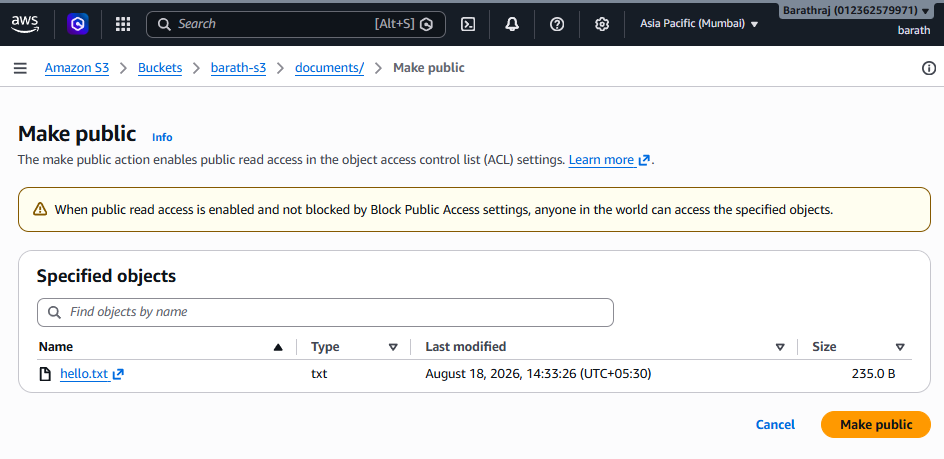 aws
Search [Alt+S]
Asia Pacific (Mumbai)
Barathraj (012362579971)
barath
Amazon S3 > Buckets > barath-s3 > documents/ > Make public
Make public Info
The make public action enables public read access in the object access control list (ACL) settings. Learn more.
When public read access is enabled and not blocked by Block Public Access settings, anyone in the world can access the specified objects.
Specified objects
Find objects by name
Name Type Last modified Size
hello.txt txt August 18, 2026, 14:33:26 (UTC+05:30) 235.0 B
Cancel Make public